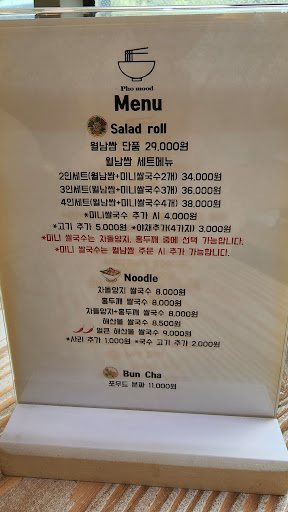 Pho mood
Menu
Salad roll
월남쌈 단품 29,000원
월남쌈 세트메뉴
2인세트(월남쌈+미니쌀국수2개) 34,000원
3인세트(월남쌈+미니쌀국수3개) 36,000원
4인세트(월남쌈+미니쌀국수4개) 38,000원
*미니쌀국수 추가 시 4,000원
*고기 추가 5,000원 *야채추가(4가지) 3,000원
*미니 쌀국수는 차돌양지, 홍두깨 중에 선택 가능합니다.
*미니 쌀국수는 월남쌈 주문 시 추가 가능합니다.
Noodle
차돌양지 쌀국수 8,000원
홍두깨 쌀국수 8,000원
차돌양지+홍두깨 쌀국수 8,000원
해산물 쌀국수 8,500원
얼큰 해산물 쌀국수 9,000원
*사리 추가 1,000원 *국수 고기 추가 2,000원
Bun Cha
포무드 분짜 11,000원